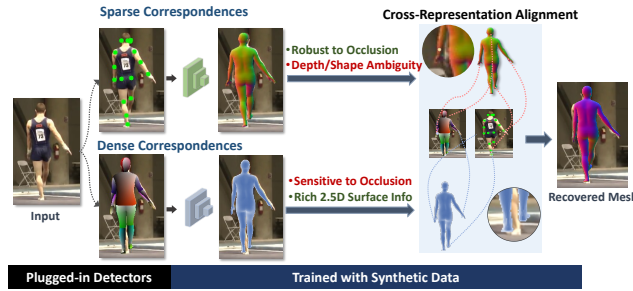 Sparse Correspondences
Cross-Representation Alignment
•Robust to Occlusion
•Depth/Shape Ambiguity
Dense Correspondences
Input
•Sensitive to Occlusion
•Rich 2.5D Surface Info
Recovered Mesh
Plugged-in Detectors
Trained with Synthetic Data